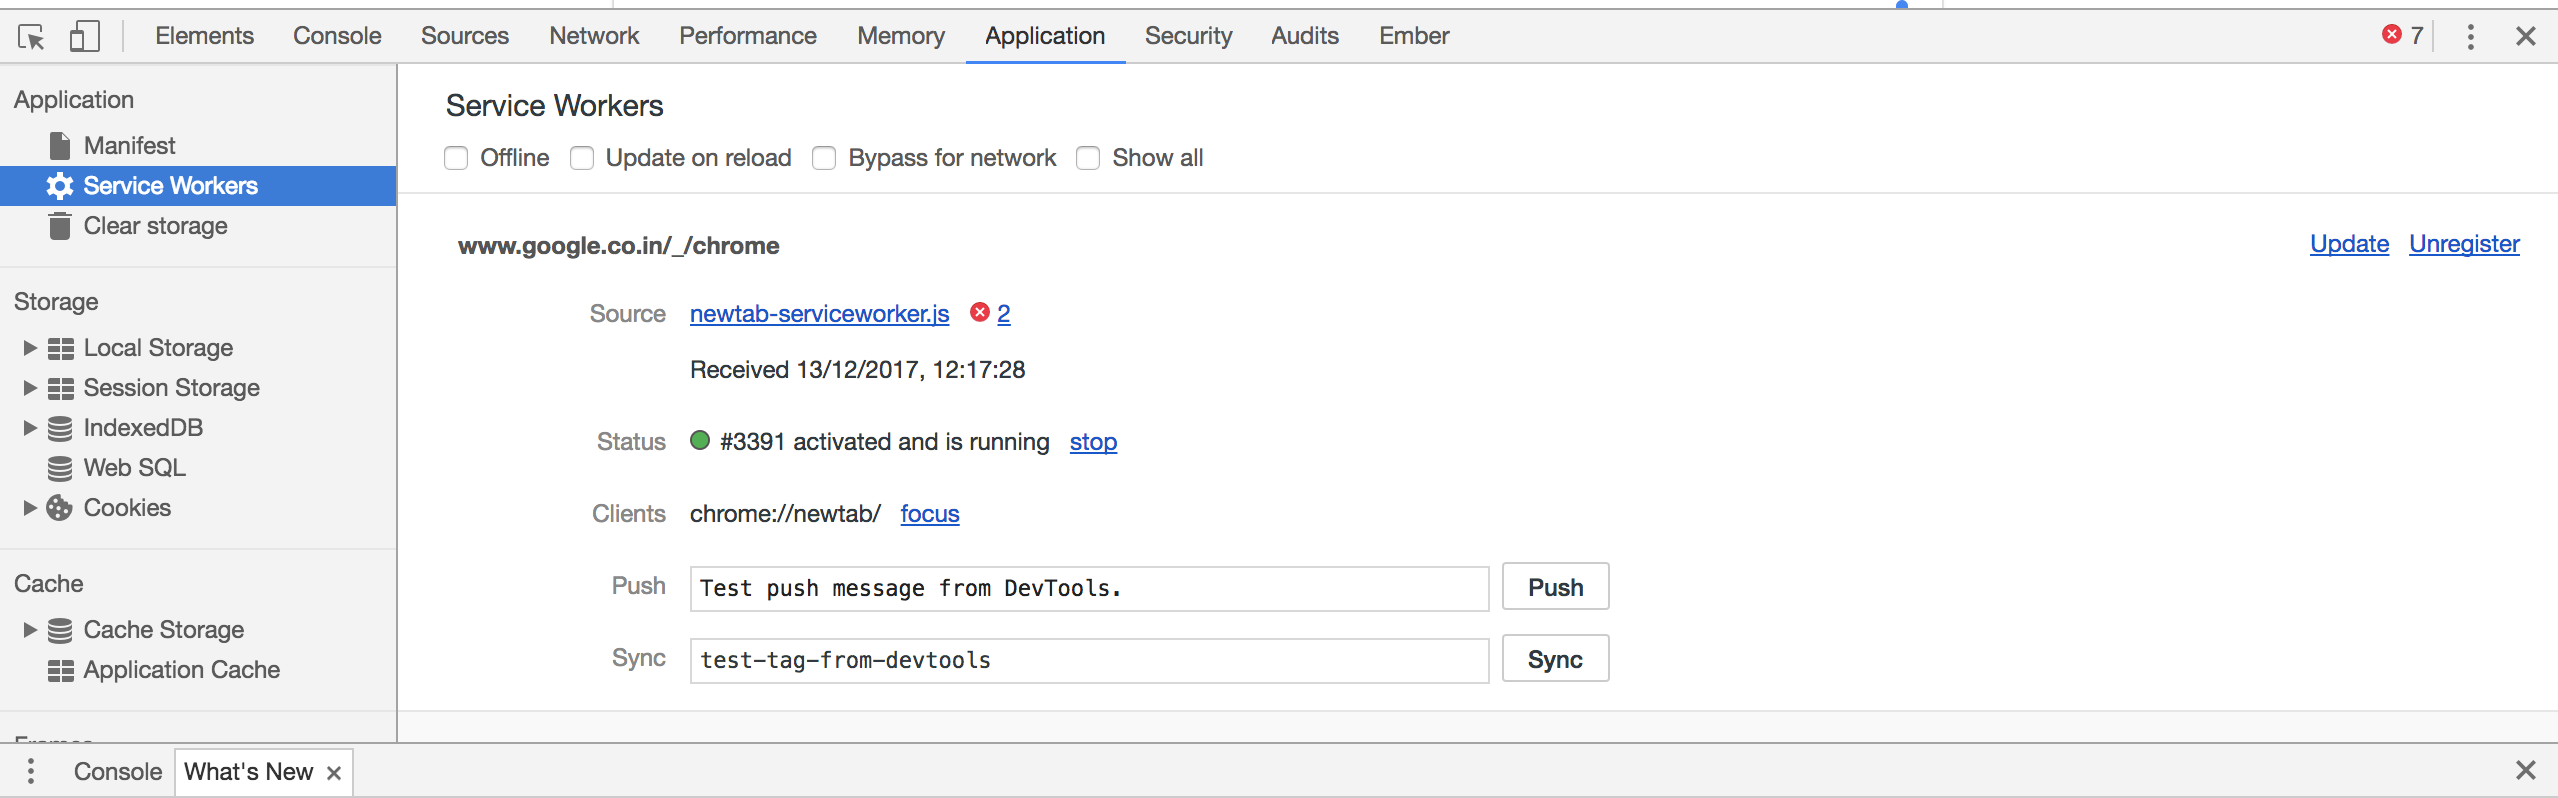 Elements Console Sources Network Performance Memory Application Security Audits Ember 7
Application
Manifest
Service Workers
Clear storage
Storage
Local Storage
Session Storage
IndexedDB
Web SQL
Cookies
Cache
Cache Storage
Application Cache
Frames
Service Workers
Offline Update on reload Bypass for network Show all
www.google.co.in/_/chrome Update Unregister
Source newtab-serviceworker.js 2
Received 13/12/2017, 12:17:28
Status #3391 activated and is running stop
Clients chrome://newtab/ focus
Push Test push message from DevTools. Push
Sync test-tag-from-devtools Sync
Console What's New